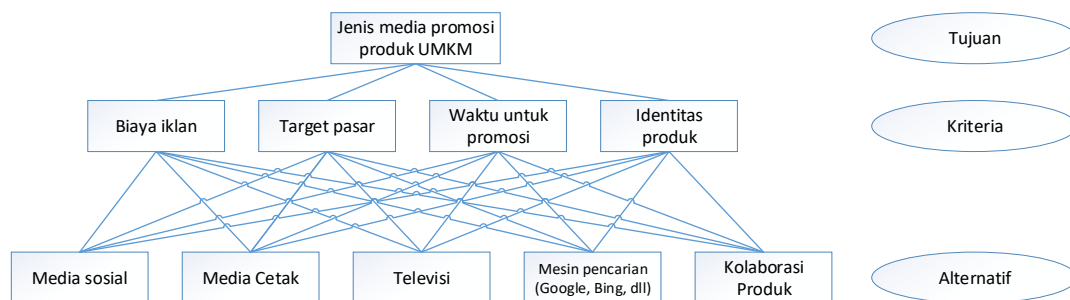 Jenis media promosi
produk UMKM
Tujuan
Biaya iklan
Target pasar
Waktu untuk
promosi
Identitas
produk
Kriteria
Media sosial
Media Cetak
Televisi
Mesin pencarian
(Google, Bing, dll)
Kolaborasi
Produk
Alternatif